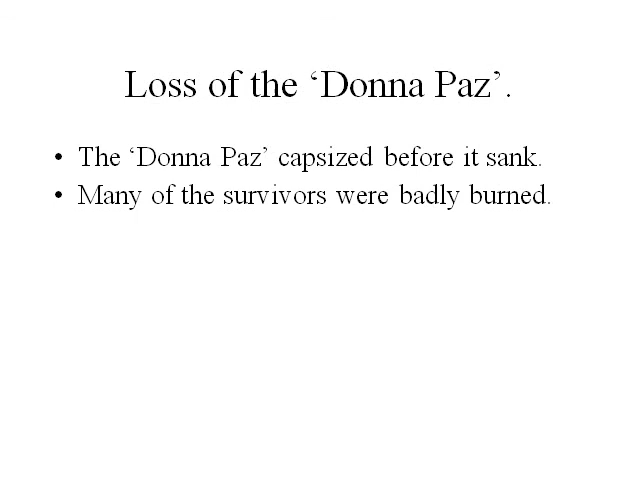 Loss of the ‘Donna Paz’.
• The ‘Donna Paz’ capsized before it sank.
• Many of the survivors were badly burned.